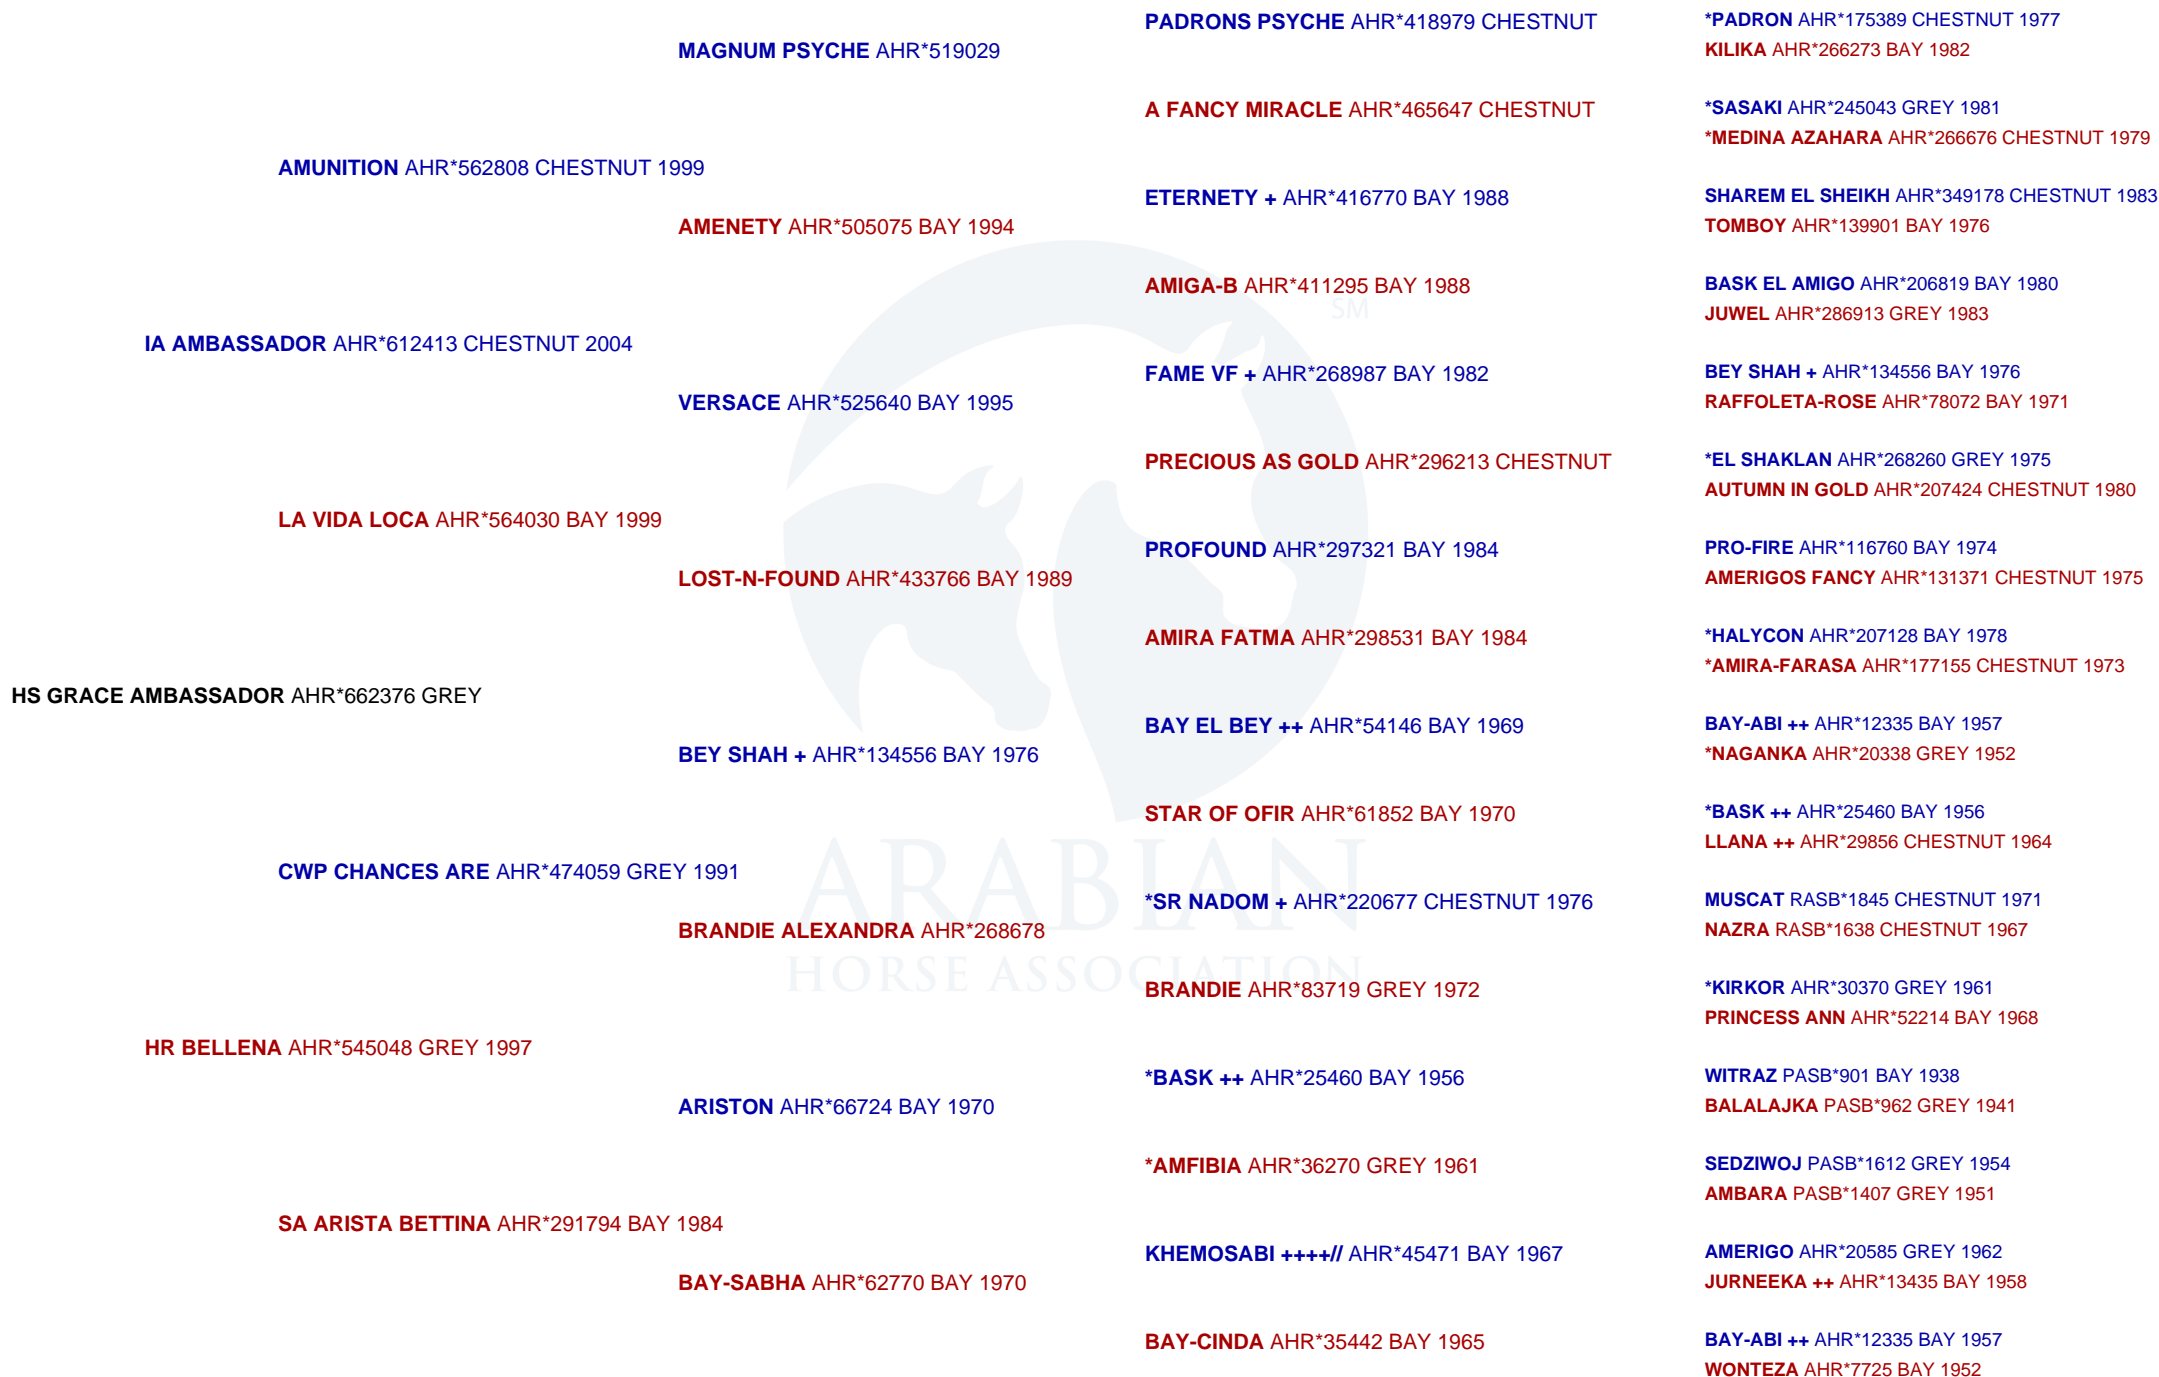 PADRONS PSYCHE AHR*418979 CHESTNUT
*PADRON AHR*175389 CHESTNUT 1977
MAGNUM PSYCHE AHR*519029
KILIKA AHR*266273 BAY 1982
A FANCY MIRACLE AHR*465647 CHESTNUT
*SASAKI AHR*245043 GREY 1981
*MEDINA AZAHARA AHR*266676 CHESTNUT 1979
AMUNITION AHR*562808 CHESTNUT 1999
ETERNETY + AHR*416770 BAY 1988
SHAREM EL SHEIKH AHR*349178 CHESTNUT 1983
AMENETY AHR*505075 BAY 1994
TOMBOY AHR*139901 BAY 1976
AMIGA-B AHR*411295 BAY 1988
BASK EL AMIGO AHR*206819 BAY 1980
SM
JUWEL AHR*286913 GREY 1983
IA AMBASSADOR AHR*612413 CHESTNUT 2004
FAME VF + AHR*268987 BAY 1982
BEY SHAH + AHR*134556 BAY 1976
VERSACE AHR*525640 BAY 1995
RAFFOLETA-ROSE AHR*78072 BAY 1971
PRECIOUS AS GOLD AHR*296213 CHESTNUT
*EL SHAKLAN AHR*268260 GREY 1975
AUTUMN IN GOLD AHR*207424 CHESTNUT 1980
LA VIDA LOCA AHR*564030 BAY 1999
PROFOUND AHR*297321 BAY 1984
PRO-FIRE AHR*116760 BAY 1974
LOST-N-FOUND AHR*433766 BAY 1989
AMERIGOS FANCY AHR*131371 CHESTNUT 1975
AMIRA FATMA AHR*298531 BAY 1984
*HALYCON AHR*207128 BAY 1978
*AMIRA-FARASA AHR*177155 CHESTNUT 1973
HS GRACE AMBASSADOR AHR*662376 GREY
BAY EL BEY ++ AHR*54146 BAY 1969
BAY-ABI ++ AHR*12335 BAY 1957
BEY SHAH + AHR*134556 BAY 1976
*NAGANKA AHR*20338 GREY 1952
STAR OF OFIR AHR*61852 BAY 1970
*BASK ++ AHR*25460 BAY 1956
LLANA ++ AHR*29856 CHESTNUT 1964
CWP CHANCES ARE AHR*474059 GREY 1991
ARABIAN
*SR NADOM + AHR*220677 CHESTNUT 1976
MUSCAT RASB*1845 CHESTNUT 1971
BRANDIE ALEXANDRA AHR*268678
NAZRA RASB*1638 CHESTNUT 1967
HORSE ASSOCIATION
BRANDIE AHR*83719 GREY 1972
*KIRKOR AHR*30370 GREY 1961
PRINCESS ANN AHR*52214 BAY 1968
HR BELLENA AHR*545048 GREY 1997
*BASK ++ AHR*25460 BAY 1956
WITRAZ PASB*901 BAY 1938
ARISTON AHR*66724 BAY 1970
BALALAJKA PASB*962 GREY 1941
*AMFIBIA AHR*36270 GREY 1961
SEDZIWOJ PASB*1612 GREY 1954
AMBARA PASB*1407 GREY 1951
SA ARISTA BETTINA AHR*291794 BAY 1984
KHEMOSABI ++++// AHR*45471 BAY 1967
AMERIGO AHR*20585 GREY 1962
BAY-SABHA AHR*62770 BAY 1970
JURNEEKA ++ AHR*13435 BAY 1958
BAY-CINDA AHR*35442 BAY 1965
BAY-ABI ++ AHR*12335 BAY 1957
WONTEZA AHR*7725 BAY 1952